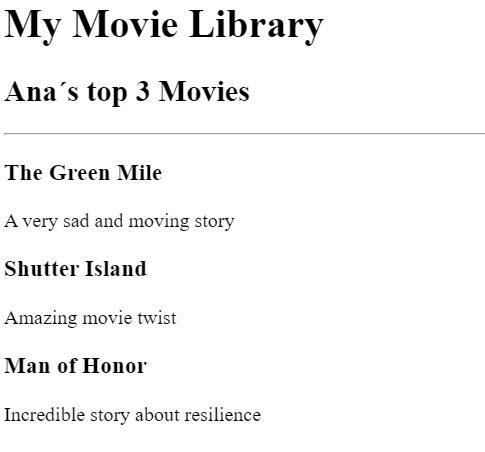 My Movie Library
Ana´s top 3 Movies
The Green Mile
A very sad and moving story
Shutter Island
Amazing movie twist
Man of Honor
Incredible story about resilience